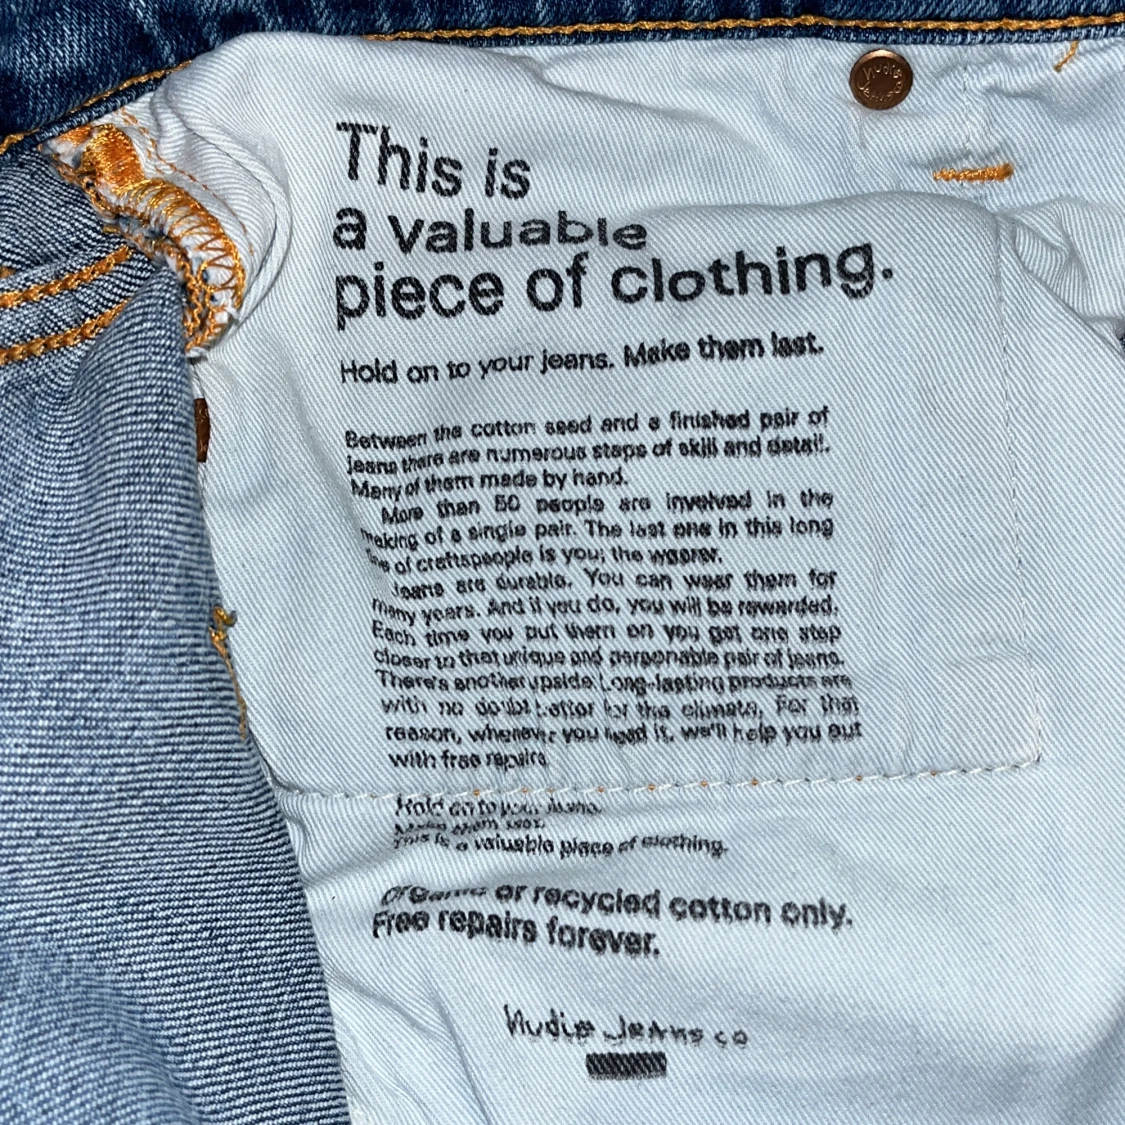 nudie
Jeans
This is
a valuable
piece of clothing.
Hold on to your jeans. Make them last.
Between the cotton seed and a finished pair of
jeans there are numerous steps of skill and detail.
Many of them made by hand.
More than 50 people are involved in the
making of a single pair. The last one in this long
line of craftspeople is you; the wearer.
Jeans are durable. You can wear them for
many years. And if you do, you will be rewarded.
Each time you put them on you get one step
closer to that unique and personable pair of jeans.
There's another upside. Long-lasting products are
with no doubt better for the climate. For that
reason, whenever you need it, we'll help you out
with free repairs.
Hold on to your jeans.
Make them last.
This is a valuable piece of clothing.
Organic or recycled cotton only.
Free repairs forever.
Nudie Jeans co